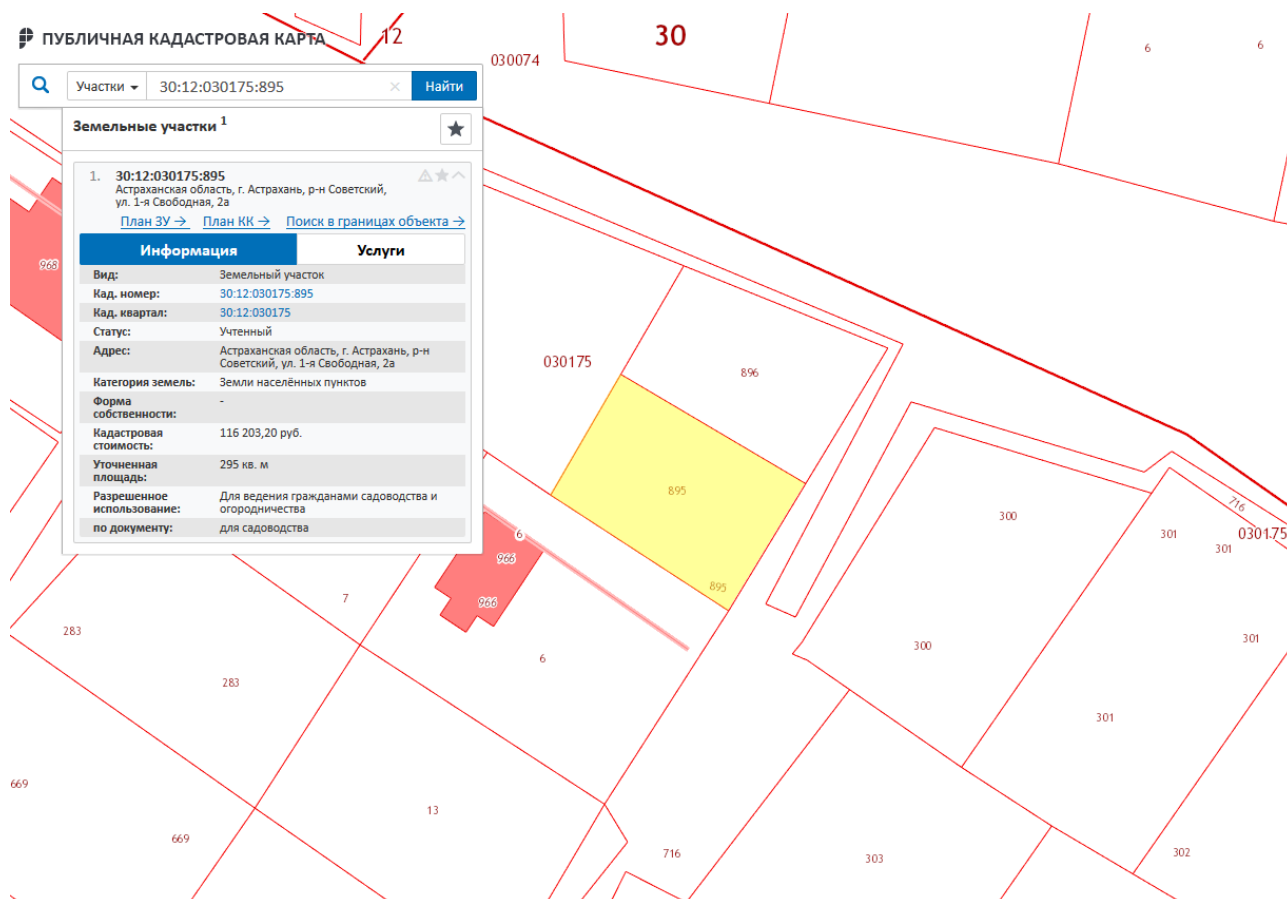 ПУБЛИЧНАЯ КАДАСТРОВАЯ КАРТА
Участки 30:12:030175:895 × Найти
Земельные участки 1
1. 30:12:030175:895
Астраханская область, г. Астрахань, р-н Советский,
ул. 1-я Свободная, 2а
План ЗУ → План КК → Поиск в границах объекта →
Информация Услуги
Вид: Земельный участок
Кад. номер: 30:12:030175:895
Кад. квартал: 30:12:030175
Статус: Учтенный
Адрес: Астраханская область, г. Астрахань, р-н
Советский, ул. 1-я Свободная, 2а
Категория земель: Земли населённых пунктов
Форма -
собственности:
Кадастровая 116 203,20 руб.
стоимость:
Уточненная 295 кв. м
площадь:
Разрешенное Для ведения гражданами садоводства и
использование: огородничества
по документу: для садоводства
12
030074
30
6
6
968
030175
896
895
895
300
716
301
301
030175
6
966
966
7
283
283
6
300
301
301
669
669
13
716
303
302